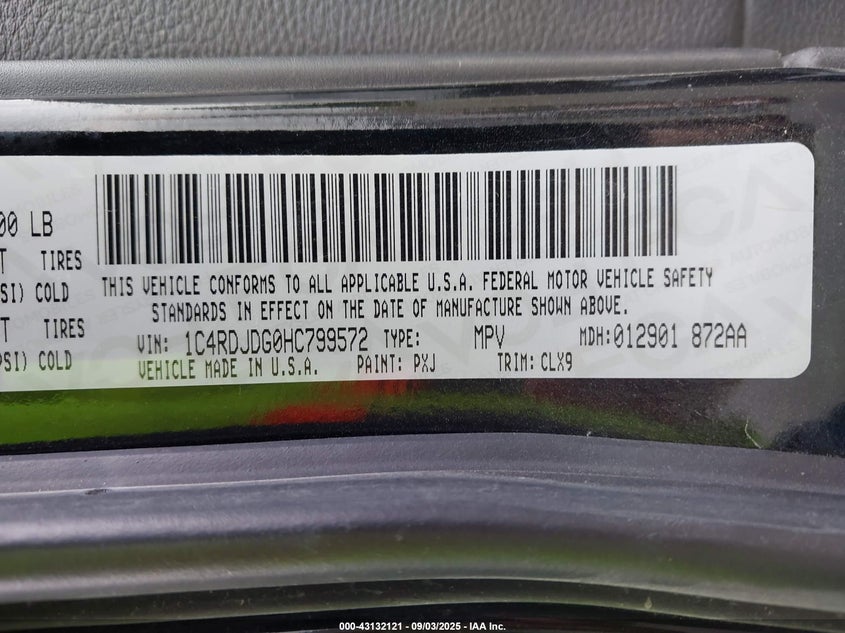 00 LB
T TIRES
SI) COLD
T TIRES
PSI) COLD
THIS VEHICLE CONFORMS TO ALL APPLICABLE U.S.A. FEDERAL MOTOR VEHICLE SAFETY
STANDARDS IN EFFECT ON THE DATE OF MANUFACTURE SHOWN ABOVE.
VIN: 1C4RDJDG0HC799572 TYPE: MPV MDH:012901 872AA
VEHICLE MADE IN U.S.A. PAINT: PXJ TRIM: CLX9
000-43132121 - 09/03/2025 - IAA Inc.